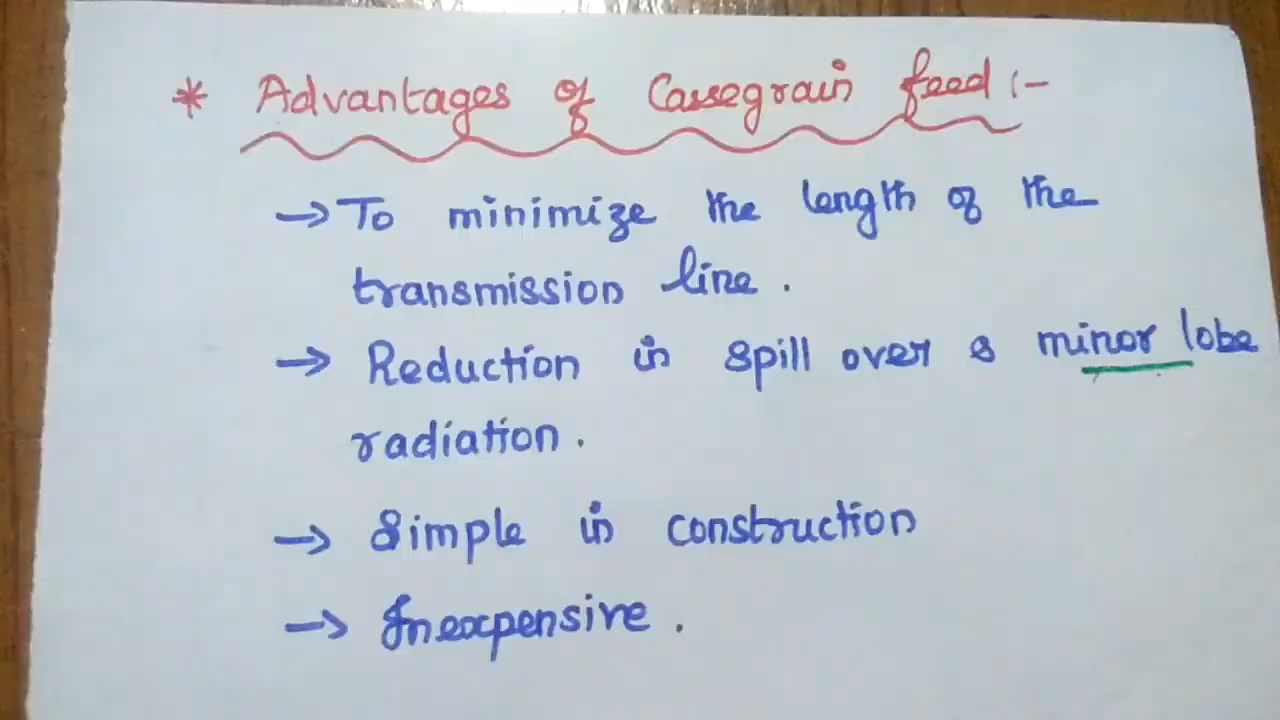 * Advantages of Cassegrain feed :-
→ To minimize the length of the
transmission line .
→ Reduction in spill over & minor lobe
radiation .
→ Simple in construction
→ Inexpensive .